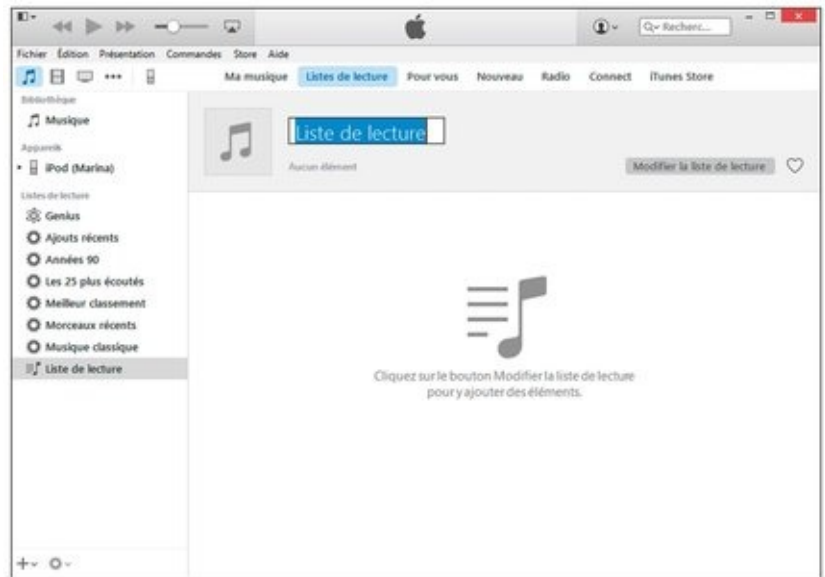 Recherc...
Fichier Édition Présentation Commandes Store Aide
Ma musique Listes de lecture Pour vous Nouveau Radio Connect iTunes Store
Bibliothèque
Musique
Appareils
iPod (Marina)
Listes de lecture
Genius
Ajouts récents
Années 90
Les 25 plus écoutés
Meilleur classement
Morceaux récents
Musique classique
Liste de lecture
Liste de lecture
Aucun élément
Modifier la liste de lecture
Cliquez sur le bouton Modifier la liste de lecture
pour y ajouter des éléments.